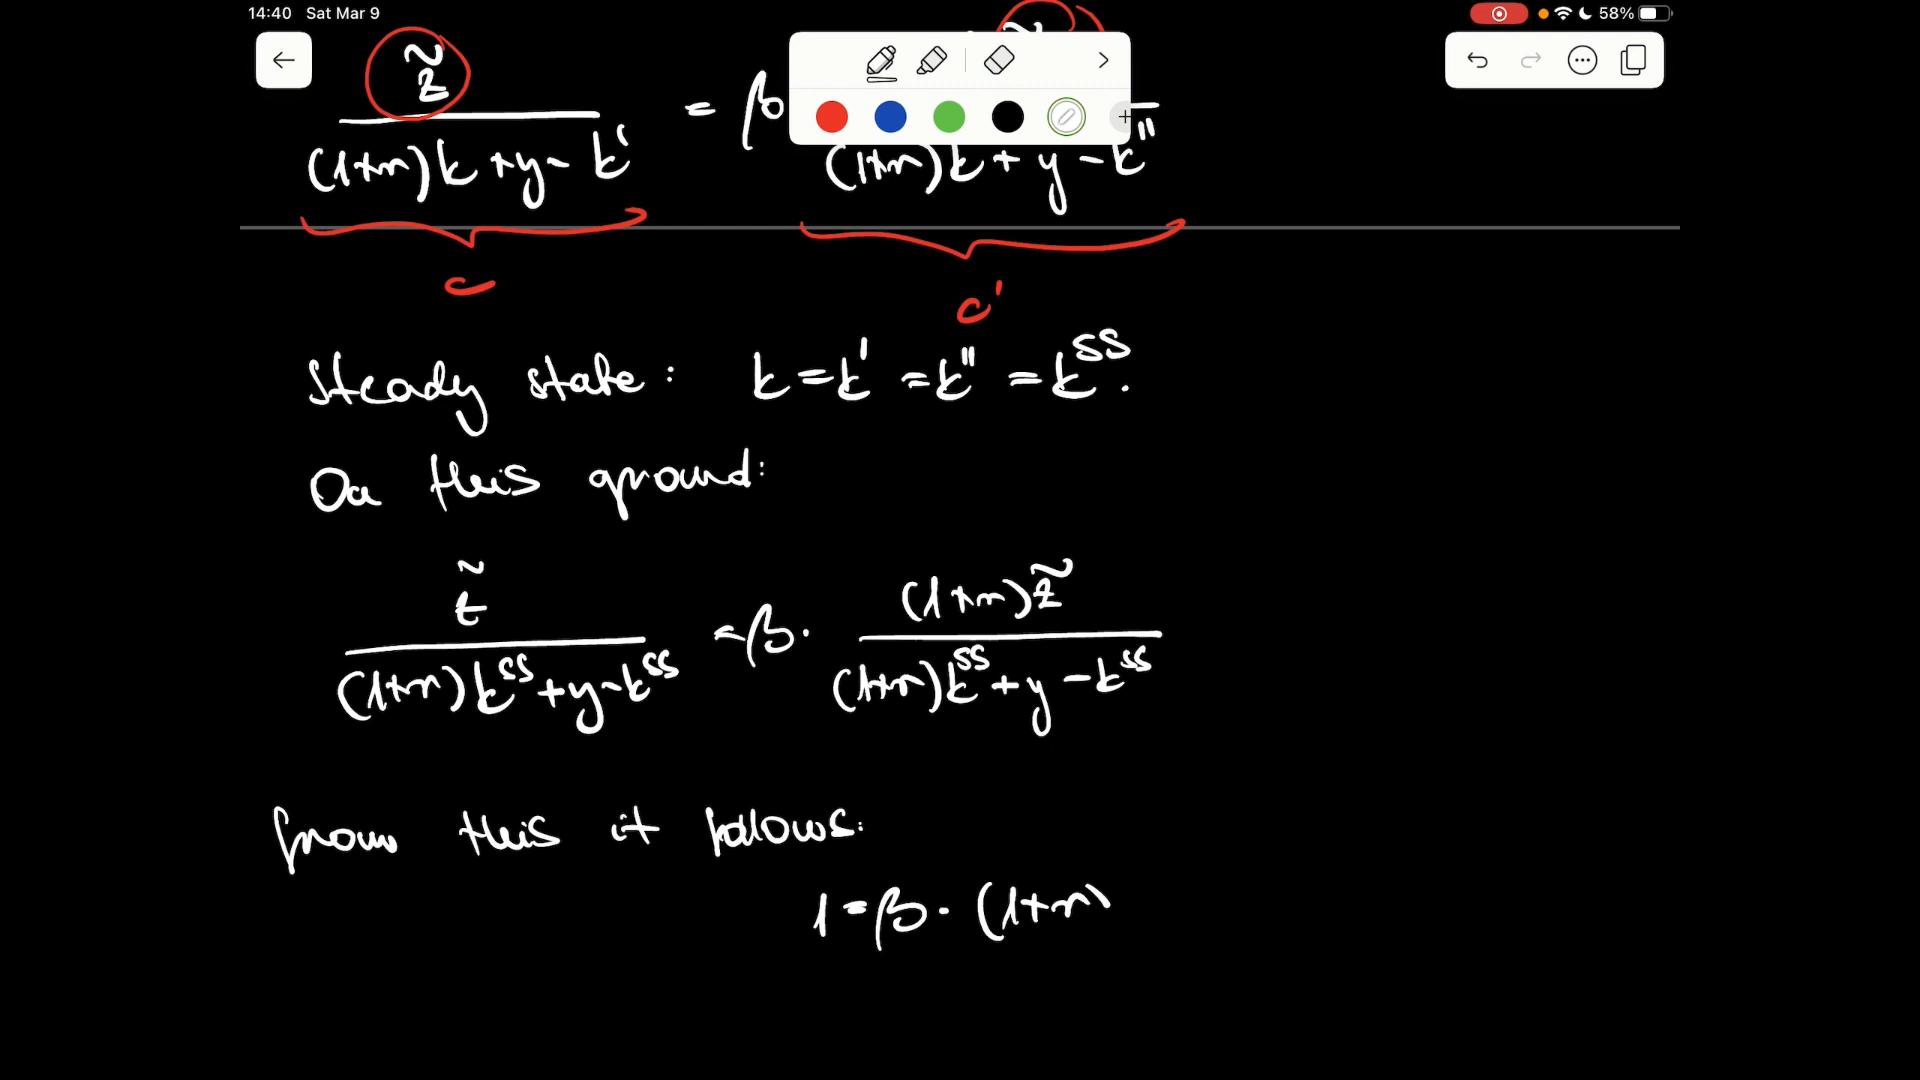 14:40 Sat Mar 9 58%
z̃ / ((1+r)k + y - k') = β z̃ / ((1+r)k + y - k'')
c c'
Steady state: k = k' = k'' = k^SS.
On this ground:
z̃ / ((1+r)k^SS + y - k^SS) = β · (1+r)z̃ / ((1+r)k^SS + y - k^SS)
from this it follows:
1 = β · (1+r)